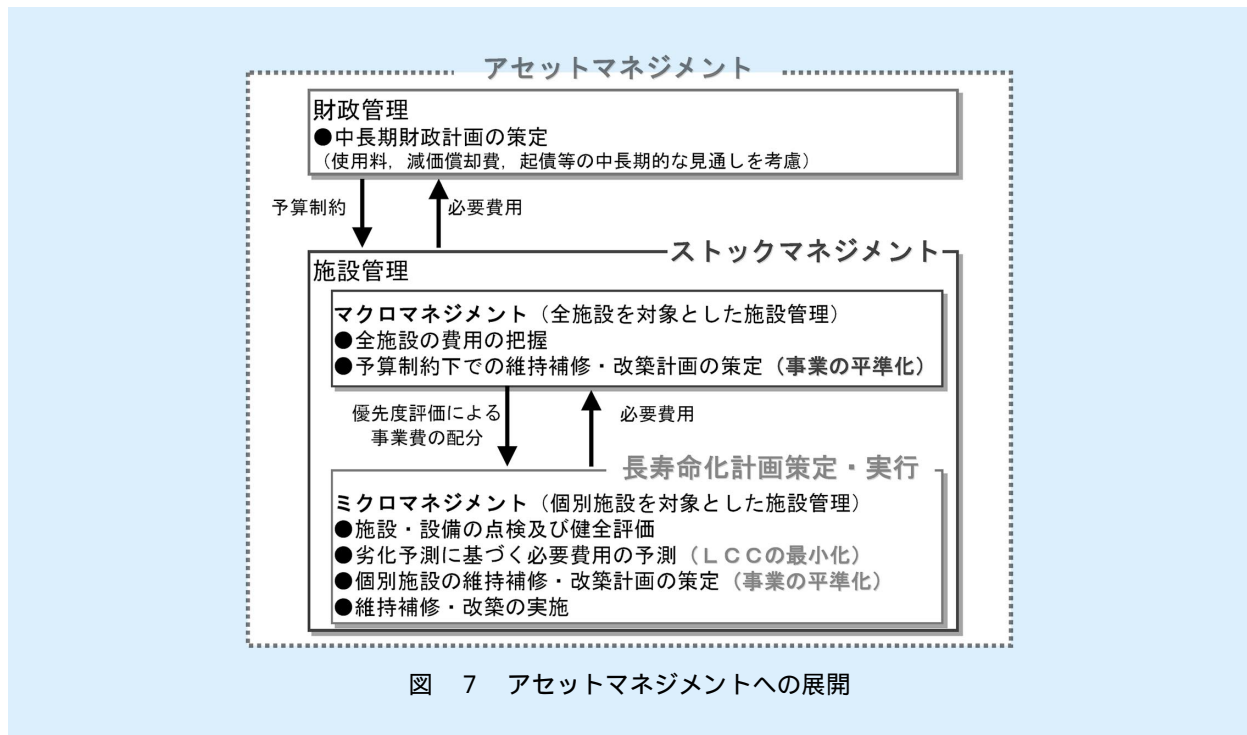 アセットマネジメント
財政管理
●中長期財政計画の策定
（使用料，減価償却費，起債等の中長期的な見通しを考慮）
予算制約
必要費用
ストックマネジメント
施設管理
マクロマネジメント（全施設を対象とした施設管理）
●全施設の費用の把握
●予算制約下での維持補修・改築計画の策定（事業の平準化）
優先度評価による
事業費の配分
必要費用
長寿命化計画策定・実行
ミクロマネジメント（個別施設を対象とした施設管理）
●施設・設備の点検及び健全評価
●劣化予測に基づく必要費用の予測（ＬＣＣの最小化）
●個別施設の維持補修・改築計画の策定（事業の平準化）
●維持補修・改築の実施
図　7　アセットマネジメントへの展開